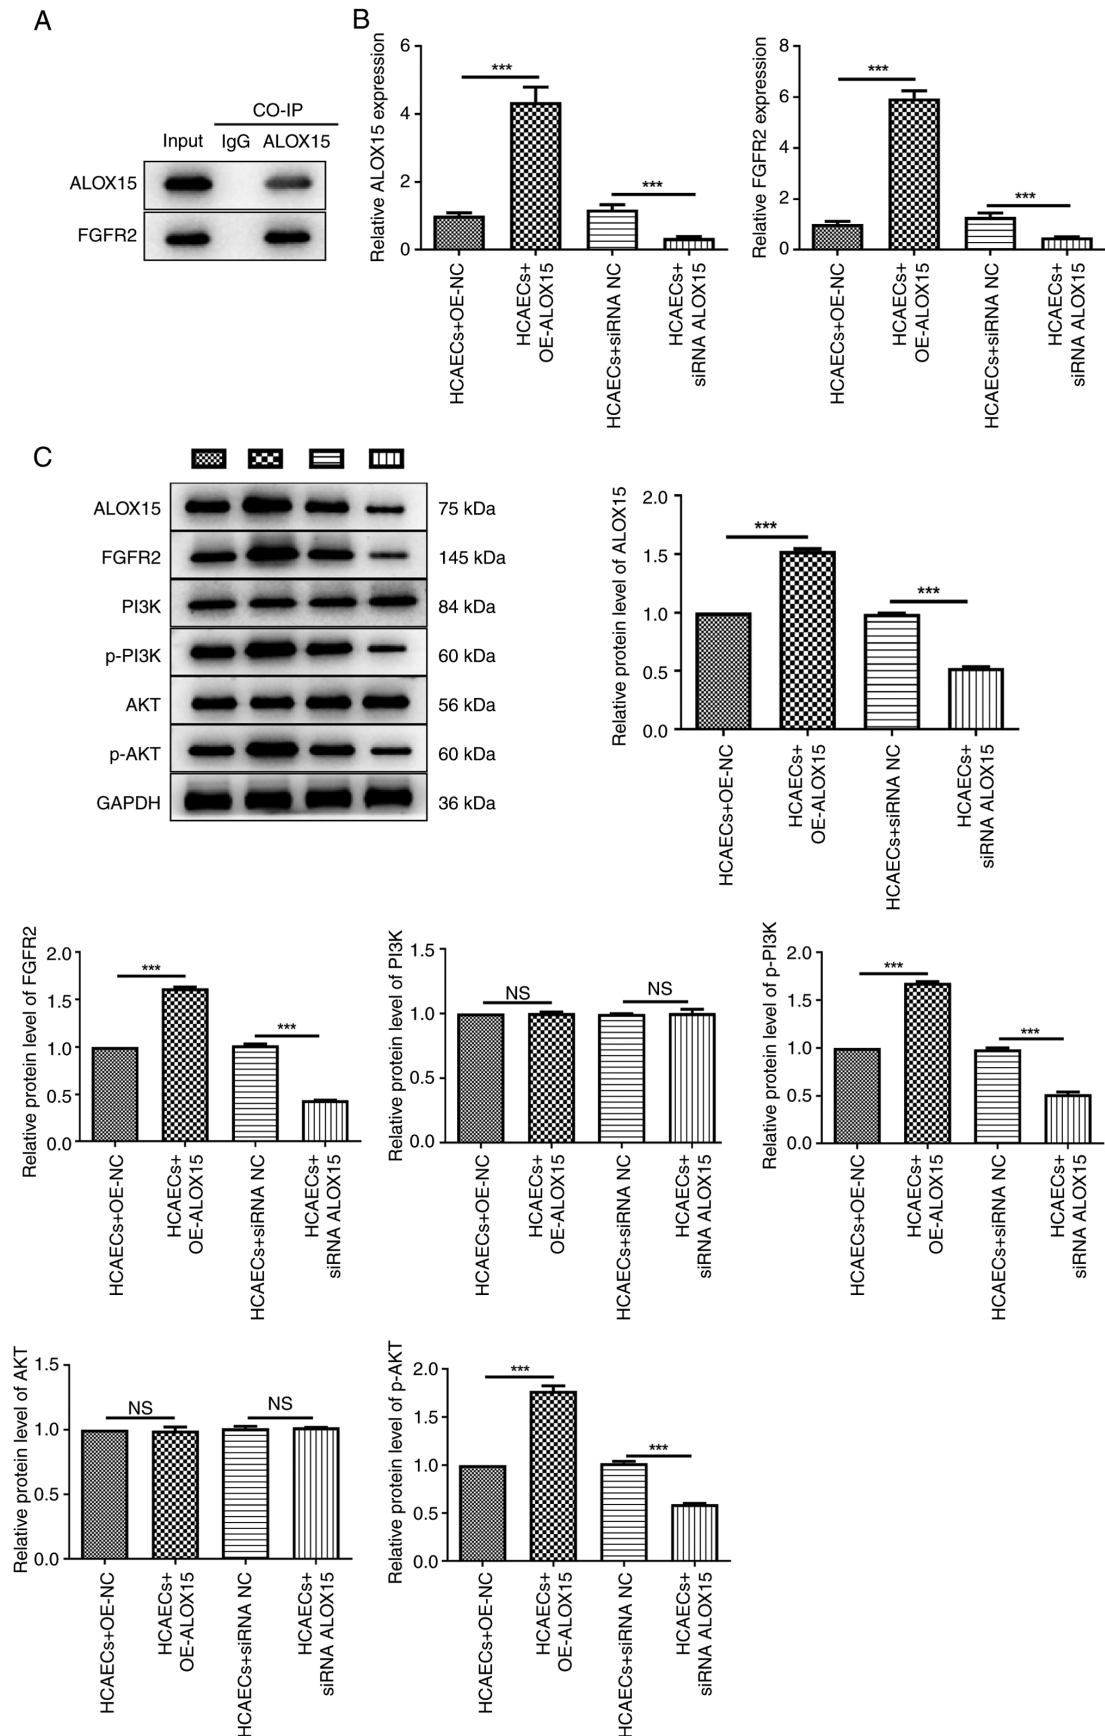 A
CO-IP
Input IgG ALOX15
ALOX15
FGFR2
B
Relative ALOX15 expression
6
4
2
0
***
***
HCAECs+OE-NC
HCAECs+
OE-ALOX15
HCAECs+siRNA NC
HCAECs+
siRNA ALOX15
Relative FGFR2 expression
8
6
4
2
0
***
***
HCAECs+OE-NC
HCAECs+
OE-ALOX15
HCAECs+siRNA NC
HCAECs+
siRNA ALOX15
C
ALOX15 75 kDa
FGFR2 145 kDa
PI3K 84 kDa
p-PI3K 60 kDa
AKT 56 kDa
p-AKT 60 kDa
GAPDH 36 kDa
Relative protein level of ALOX15
2.0
1.5
1.0
0.5
0.0
***
***
HCAECs+OE-NC
HCAECs+
OE-ALOX15
HCAECs+siRNA NC
HCAECs+
siRNA ALOX15
Relative protein level of FGFR2
2.0
1.5
1.0
0.5
0.0
***
***
HCAECs+OE-NC
HCAECs+
OE-ALOX15
HCAECs+siRNA NC
HCAECs+
siRNA ALOX15
Relative protein level of PI3K
1.5
1.0
0.5
0.0
NS
NS
HCAECs+OE-NC
HCAECs+
OE-ALOX15
HCAECs+siRNA NC
HCAECs+
siRNA ALOX15
Relative protein level of p-PI3K
2.0
1.5
1.0
0.5
0.0
***
***
HCAECs+OE-NC
HCAECs+
OE-ALOX15
HCAECs+siRNA NC
HCAECs+
siRNA ALOX15
Relative protein level of AKT
1.5
1.0
0.5
0.0
NS
NS
HCAECs+OE-NC
HCAECs+
OE-ALOX15
HCAECs+siRNA NC
HCAECs+
siRNA ALOX15
Relative protein level of p-AKT
2.0
1.5
1.0
0.5
0.0
***
***
HCAECs+OE-NC
HCAECs+
OE-ALOX15
HCAECs+siRNA NC
HCAECs+
siRNA ALOX15